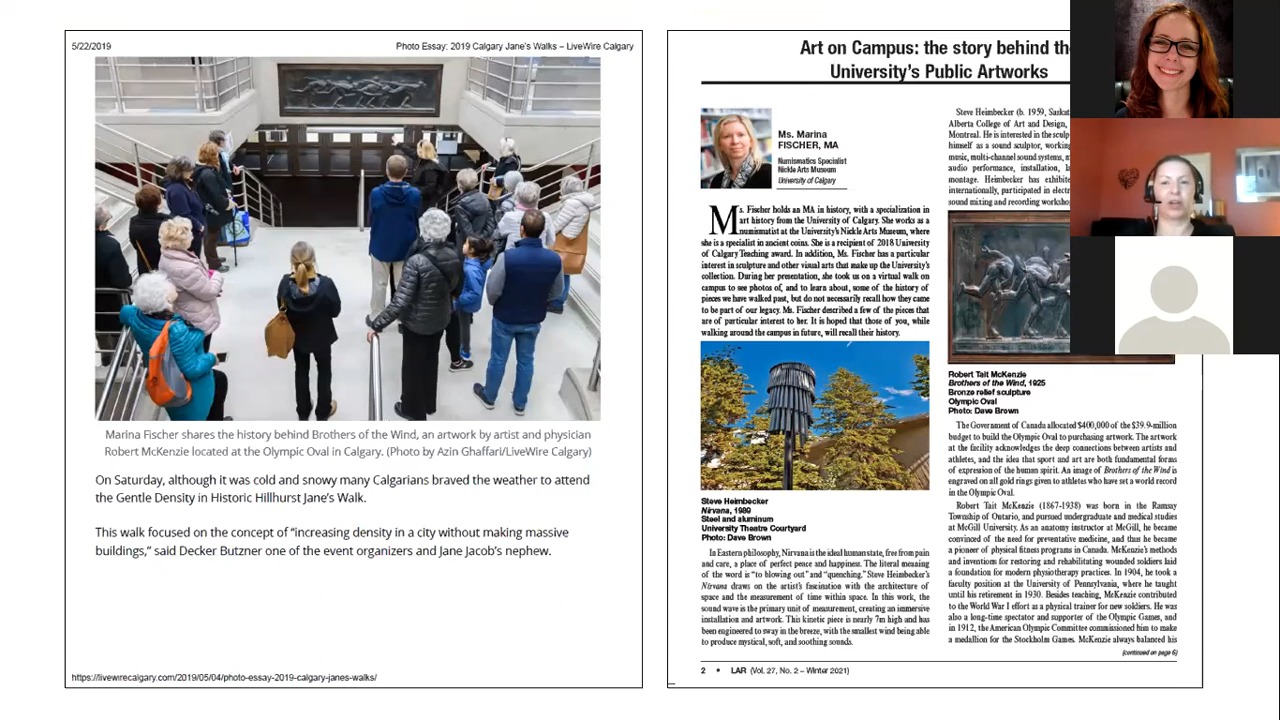 5/22/2019
Photo Essay: 2019 Calgary Jane's Walks – LiveWire Calgary
Marina Fischer shares the history behind Brothers of the Wind, an artwork by artist and physician
Robert McKenzie located at the Olympic Oval in Calgary. (Photo by Azin Ghaffari/LiveWire Calgary)
On Saturday, although it was cold and snowy many Calgarians braved the weather to attend
the Gentle Density in Historic Hillhurst Jane's Walk.
This walk focused on the concept of "increasing density in a city without making massive
buildings," said Decker Butzner one of the event organizers and Jane Jacob's nephew.
https://livewirecalgary.com/2019/05/04/photo-essay-2019-calgary-janes-walks/
Art on Campus: the story behind th
University's Public Artworks
Ms. Marina
FISCHER, MA
Numismatics Specialist
Nickle Arts Museum
University of Calgary
Ms. Fischer holds an MA in history, with a specialization in
art history from the University of Calgary. She works as a
numismatist at the University's Nickle Arts Museum, where
she is a specialist in ancient coins. She is a recipient of 2018 University
of Calgary Teaching award. In addition, Ms. Fischer has a particular
interest in sculpture and other visual arts that make up the University's
collection. During her presentation, she took us on a virtual walk on
campus to see photos of, and to learn about, some of the history of
pieces we have walked past, but do not necessarily recall how they came
to be part of our legacy. Ms. Fischer described a few of the pieces that
are of particular interest to her. It is hoped that those of you, while
walking around the campus in future, will recall their history.
Steve Heimbecker
Nirvana, 1989
Steel and aluminum
University Theatre Courtyard
Photo: Dave Brown
In Eastern philosophy, Nirvana is the ideal human state, free from pain
and care, a place of perfect peace and happiness. The literal meaning
of the word is "to blowing out" and "quenching." Steve Heimbecker's
Nirvana draws on the artist's fascination with the architecture of
space and the measurement of time within space. In this work, the
sound wave is the primary unit of measurement, creating an immersive
installation and artwork. This kinetic piece is nearly 7m high and has
been engineered to sway in the breeze, with the smallest wind being able
to produce mystical, soft, and soothing sounds.
Steve Heimbecker (b. 1959, Saskat
Alberta College of Art and Design,
Montreal. He is interested in the sculp
himself as a sound sculptor, working
music, multi-channel sound systems, m
audio performance, installation, la
montage. Heimbecker has exhibite
internationally, participated in electr
sound mixing and recording worksho
Robert Tait McKenzie
Brothers of the Wind, 1925
Bronze relief sculpture
Olympic Oval
Photo: Dave Brown
The Government of Canada allocated $400,000 of the $39.9-million
budget to build the Olympic Oval to purchasing artwork. The artwork
at the facility acknowledges the deep connections between artists and
athletes, and the idea that sport and art are both fundamental forms
of expression of the human spirit. An image of Brothers of the Wind is
engraved on all gold rings given to athletes who have set a world record
in the Olympic Oval.
Robert Tait McKenzie (1867-1938) was born in the Ramsay
Township of Ontario, and pursued undergraduate and medical studies
at McGill University. As an anatomy instructor at McGill, he became
convinced of the need for preventative medicine, and thus he became
a pioneer of physical fitness programs in Canada. McKenzie's methods
and inventions for restoring and rehabilitating wounded soldiers laid
a foundation for modern physiotherapy practices. In 1904, he took a
faculty position at the University of Pennsylvania, where he taught
until his retirement in 1930. Besides teaching, McKenzie contributed
to the World War I effort as a physical trainer for new soldiers. He was
also a long-time spectator and supporter of the Olympic Games, and
in 1912, the American Olympic Committee commissioned him to make
a medallion for the Stockholm Games. McKenzie always balanced his
(continued on page 6)
2 • LAR (Vol. 27, No. 2 – Winter 2021)